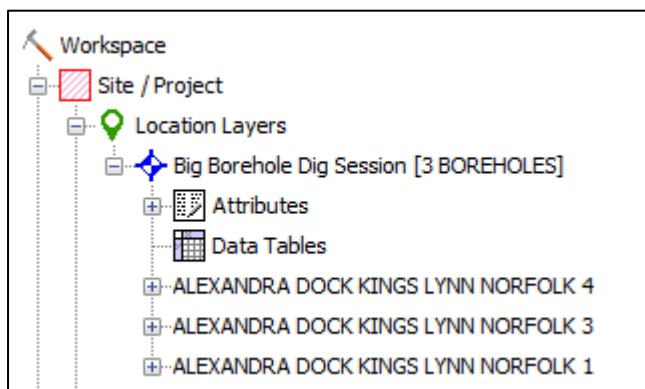 Workspace
Site / Project
Location Layers
Big Borehole Dig Session [3 BOREHOLES]
Attributes
Data Tables
ALEXANDRA DOCK KINGS LYNN NORFOLK 4
ALEXANDRA DOCK KINGS LYNN NORFOLK 3
ALEXANDRA DOCK KINGS LYNN NORFOLK 1